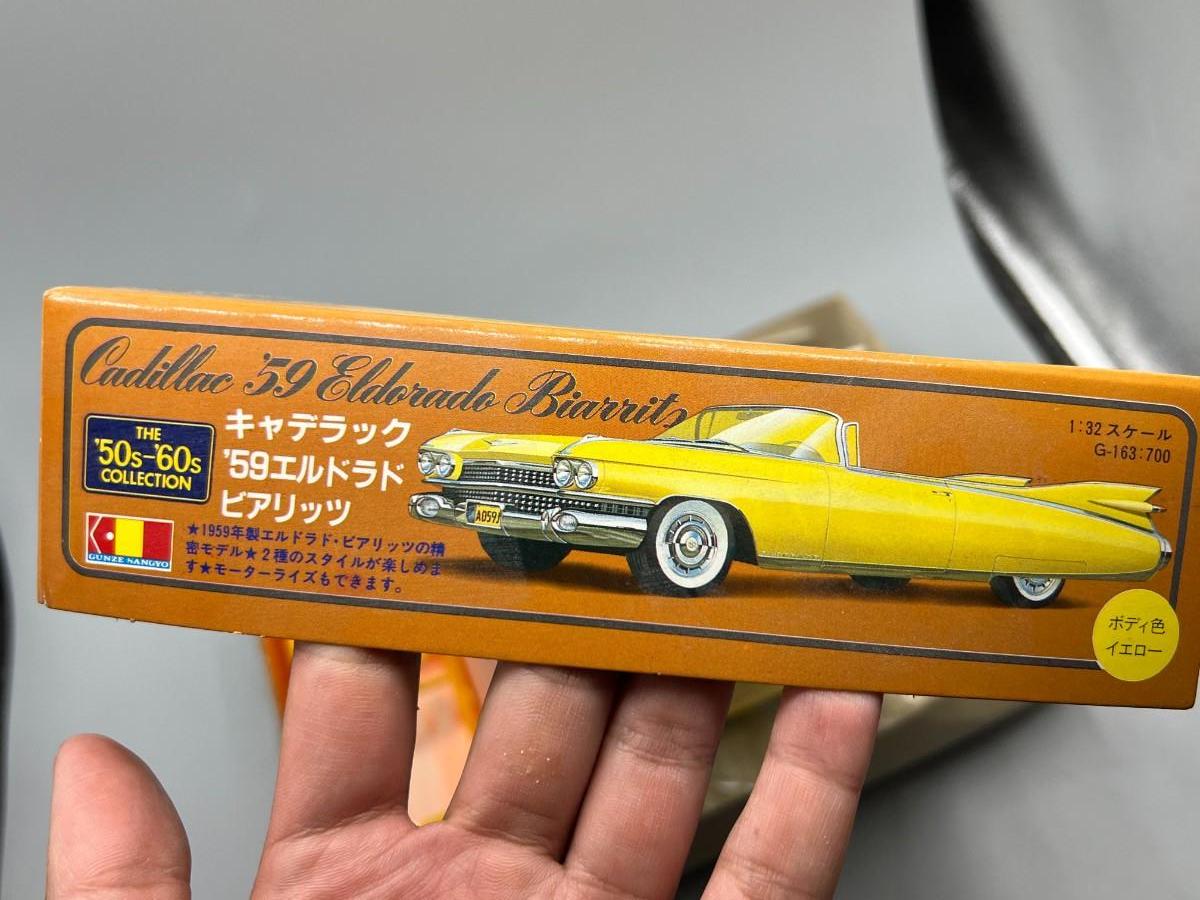 Cadillac '59 Eldorado Biarritz
THE
'50s-'60s
COLLECTION
キャデラック
'59エルドラド
ビアリッツ
1:32 スケール
G-163:700
GUNZE SANGYO
★1959年製エルドラド・ビアリッツの精
密モデル★2種のスタイルが楽しめま
す★モーターライズもできます。
A059J
ボディ色
イエロー